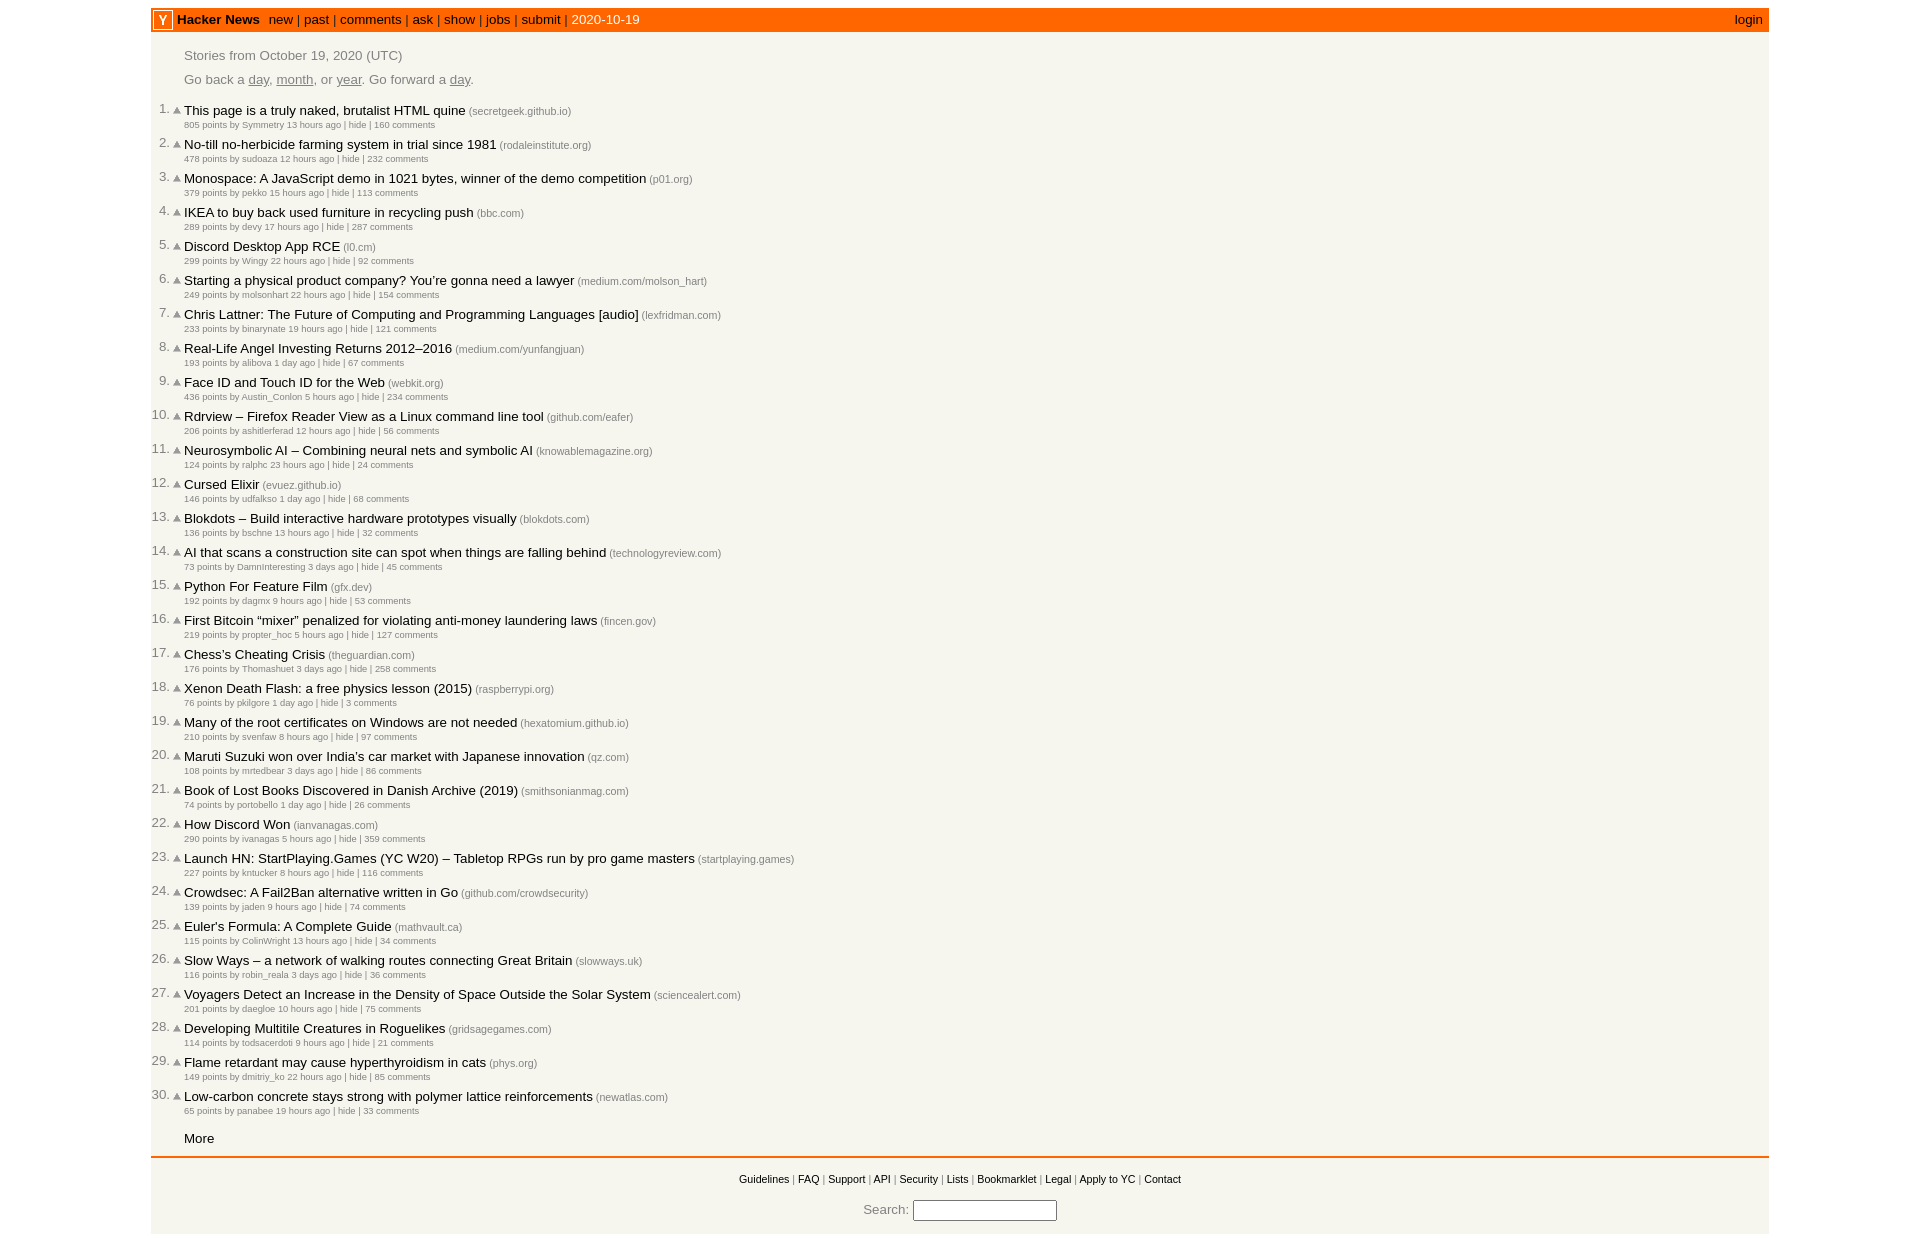 Y Hacker News new | past | comments | ask | show | jobs | submit | 2020-10-19 login
Stories from October 19, 2020 (UTC)
Go back a day, month, or year. Go forward a day.
1. This page is a truly naked, brutalist HTML quine (secretgeek.github.io)
805 points by Symmetry 13 hours ago | hide | 160 comments
2. No-till no-herbicide farming system in trial since 1981 (rodaleinstitute.org)
478 points by sudoaza 12 hours ago | hide | 232 comments
3. Monospace: A JavaScript demo in 1021 bytes, winner of the demo competition (p01.org)
379 points by pekko 15 hours ago | hide | 113 comments
4. IKEA to buy back used furniture in recycling push (bbc.com)
289 points by devy 17 hours ago | hide | 287 comments
5. Discord Desktop App RCE (l0.cm)
299 points by Wingy 22 hours ago | hide | 92 comments
6. Starting a physical product company? You’re gonna need a lawyer (medium.com/molson_hart)
249 points by molsonhart 22 hours ago | hide | 154 comments
7. Chris Lattner: The Future of Computing and Programming Languages [audio] (lexfridman.com)
233 points by binarynate 19 hours ago | hide | 121 comments
8. Real-Life Angel Investing Returns 2012–2016 (medium.com/yunfangjuan)
193 points by alibova 1 day ago | hide | 67 comments
9. Face ID and Touch ID for the Web (webkit.org)
436 points by Austin_Conlon 5 hours ago | hide | 234 comments
10. Rdrview – Firefox Reader View as a Linux command line tool (github.com/eafer)
206 points by ashitlerferad 12 hours ago | hide | 56 comments
11. Neurosymbolic AI – Combining neural nets and symbolic AI (knowablemagazine.org)
124 points by ralphc 23 hours ago | hide | 24 comments
12. Cursed Elixir (evuez.github.io)
146 points by udfalkso 1 day ago | hide | 68 comments
13. Blokdots – Build interactive hardware prototypes visually (blokdots.com)
136 points by bschne 13 hours ago | hide | 32 comments
14. AI that scans a construction site can spot when things are falling behind (technologyreview.com)
73 points by DamnInteresting 3 days ago | hide | 45 comments
15. Python For Feature Film (gfx.dev)
192 points by dagmx 9 hours ago | hide | 53 comments
16. First Bitcoin “mixer” penalized for violating anti-money laundering laws (fincen.gov)
219 points by propter_hoc 5 hours ago | hide | 127 comments
17. Chess’s Cheating Crisis (theguardian.com)
176 points by Thomashuet 3 days ago | hide | 258 comments
18. Xenon Death Flash: a free physics lesson (2015) (raspberrypi.org)
76 points by pkilgore 1 day ago | hide | 3 comments
19. Many of the root certificates on Windows are not needed (hexatomium.github.io)
210 points by svenfaw 8 hours ago | hide | 97 comments
20. Maruti Suzuki won over India’s car market with Japanese innovation (qz.com)
108 points by mrtedbear 3 days ago | hide | 86 comments
21. Book of Lost Books Discovered in Danish Archive (2019) (smithsonianmag.com)
74 points by portobello 1 day ago | hide | 26 comments
22. How Discord Won (ianvanagas.com)
290 points by ivanagas 5 hours ago | hide | 359 comments
23. Launch HN: StartPlaying.Games (YC W20) – Tabletop RPGs run by pro game masters (startplaying.games)
227 points by kntucker 8 hours ago | hide | 116 comments
24. Crowdsec: A Fail2Ban alternative written in Go (github.com/crowdsecurity)
139 points by jaden 9 hours ago | hide | 74 comments
25. Euler's Formula: A Complete Guide (mathvault.ca)
115 points by ColinWright 13 hours ago | hide | 34 comments
26. Slow Ways – a network of walking routes connecting Great Britain (slowways.uk)
116 points by robin_reala 3 days ago | hide | 36 comments
27. Voyagers Detect an Increase in the Density of Space Outside the Solar System (sciencealert.com)
201 points by daegloe 10 hours ago | hide | 75 comments
28. Developing Multitile Creatures in Roguelikes (gridsagegames.com)
114 points by todsacerdoti 9 hours ago | hide | 21 comments
29. Flame retardant may cause hyperthyroidism in cats (phys.org)
149 points by dmitriy_ko 22 hours ago | hide | 85 comments
30. Low-carbon concrete stays strong with polymer lattice reinforcements (newatlas.com)
65 points by panabee 19 hours ago | hide | 33 comments
More
Guidelines | FAQ | Support | API | Security | Lists | Bookmarklet | Legal | Apply to YC | Contact
Search: